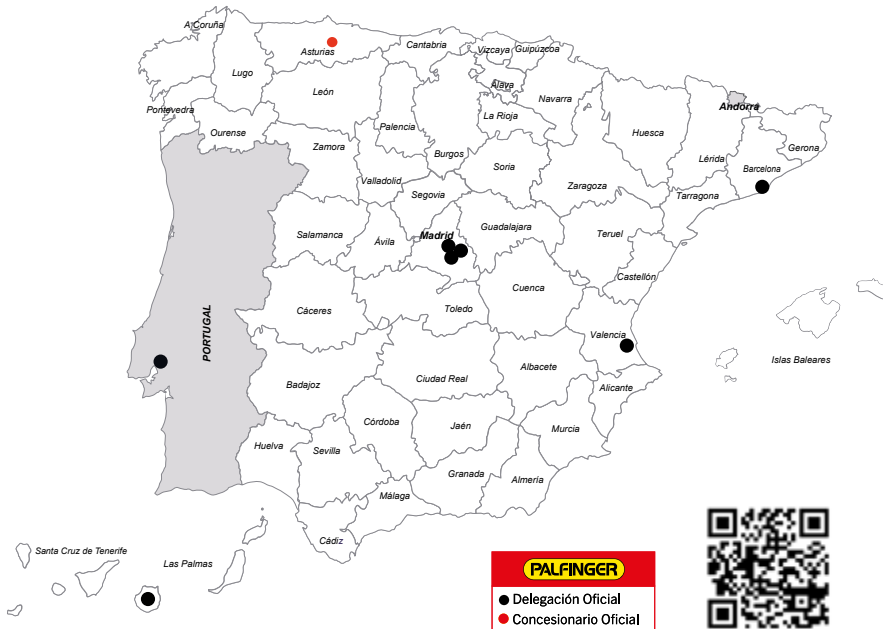 A Coruña
Lugo
Asturias
Cantabria
Vizcaya
Guipúzcoa
Álava
Navarra
León
Palencia
Burgos
La Rioja
Pontevedra
Ourense
Zamora
Valladolid
Soria
Huesca
Andorra
Lérida
Gerona
Barcelona
Zaragoza
Tarragona
Segovia
Salamanca
Ávila
Madrid
Guadalajara
Teruel
Castellón
Cuenca
Cáceres
Toledo
PORTUGAL
Valencia
Islas Baleares
Badajoz
Ciudad Real
Albacete
Alicante
Córdoba
Jaén
Murcia
Huelva
Sevilla
Granada
Almería
Málaga
Cádiz
Santa Cruz de Tenerife
Las Palmas
PALFINGER
Delegación Oficial
Concesionario Oficial